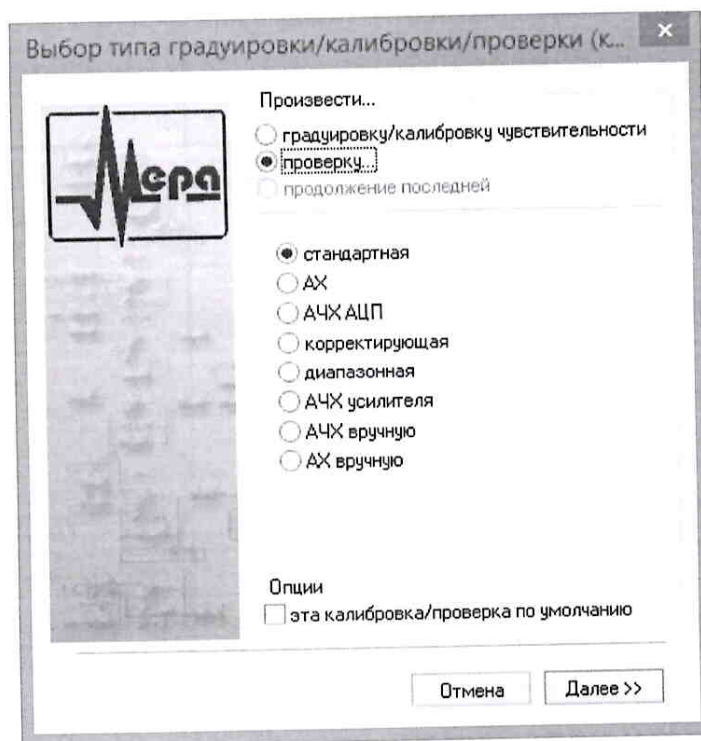 Выбор типа градуировки/калибровки/проверки (к...
Мера
Произвести...
градуировку/калибровку чувствительности
проверку...
продолжение последней
стандартная
АХ
АЧХ АЦП
корректирующая
диапазонная
АЧХ усилителя
АЧХ вручную
АХ вручную
Опции
эта калибровка/проверка по умолчанию
Отмена
Далее >>